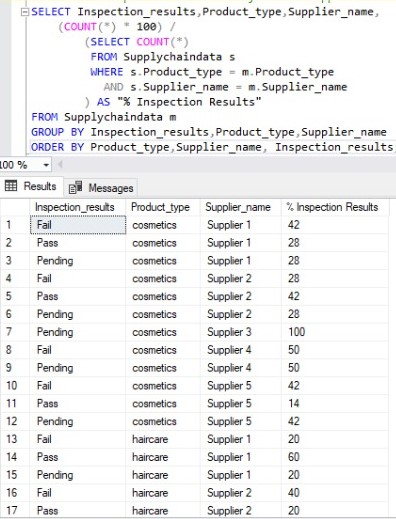 SELECT Inspection_results,Product_type,Supplier_name,
(COUNT(*) * 100) /
(SELECT COUNT(*)
FROM Supplychaindata s
WHERE s.Product_type = m.Product_type
AND s.Supplier_name = m.Supplier_name
) AS "% Inspection Results"
FROM Supplychaindata m
GROUP BY Inspection_results,Product_type,Supplier_name
ORDER BY Product_type,Supplier_name, Inspection_results
100 %
Results Messages
Inspection_results Product_type Supplier_name % Inspection Results
1 Fail cosmetics Supplier 1 42
2 Pass cosmetics Supplier 1 28
3 Pending cosmetics Supplier 1 28
4 Fail cosmetics Supplier 2 28
5 Pass cosmetics Supplier 2 42
6 Pending cosmetics Supplier 2 28
7 Pending cosmetics Supplier 3 100
8 Fail cosmetics Supplier 4 50
9 Pending cosmetics Supplier 4 50
10 Fail cosmetics Supplier 5 42
11 Pass cosmetics Supplier 5 14
12 Pending cosmetics Supplier 5 42
13 Fail haircare Supplier 1 20
14 Pass haircare Supplier 1 60
15 Pending haircare Supplier 1 20
16 Fail haircare Supplier 2 40
17 Pass haircare Supplier 2 20